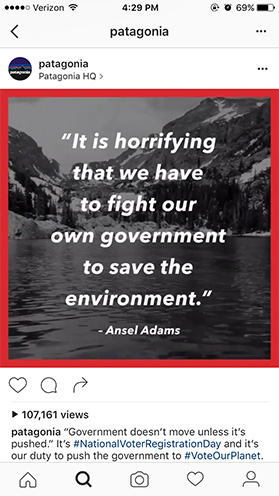 Verizon 4:29 PM 69%
patagonia
patagonia
patagonia
Patagonia HQ >
“It is horrifying
that we have
to fight our
own government
to save the
environment.”
- Ansel Adams
107,161 views
patagonia “Government doesn’t move unless it’s
pushed.” It’s #NationalVoterRegistrationDay and it’s
our duty to push the government to #VoteOurPlanet.